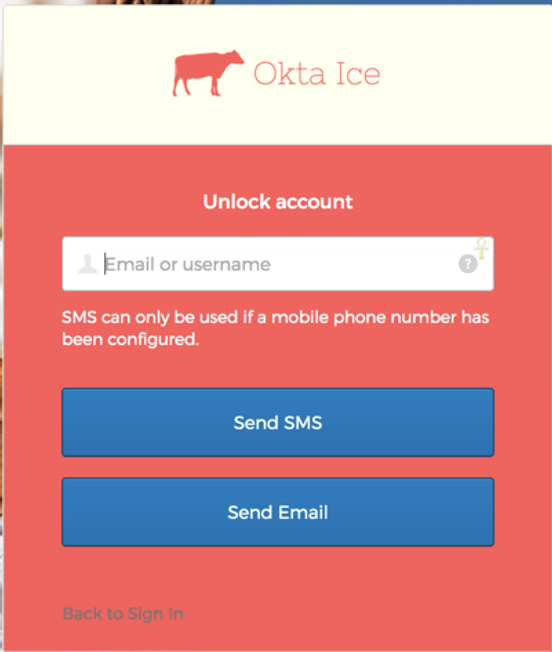 Okta Ice
Unlock account
Email or username
?
SMS can only be used if a mobile phone number has
been configured.
Send SMS
Send Email
Back to Sign In